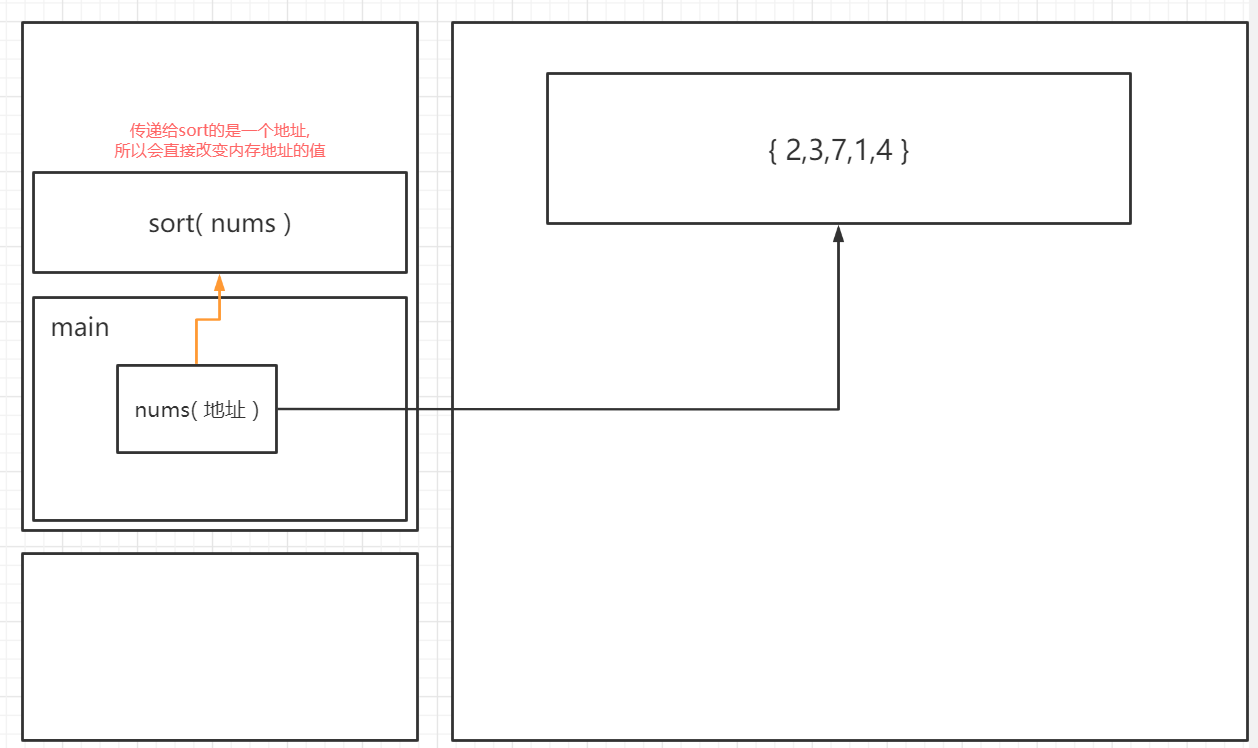 传递给sort的是一个地址,
所以会直接改变内存地址的值
sort( nums )
main
nums( 地址 )
{ 2,3,7,1,4 }